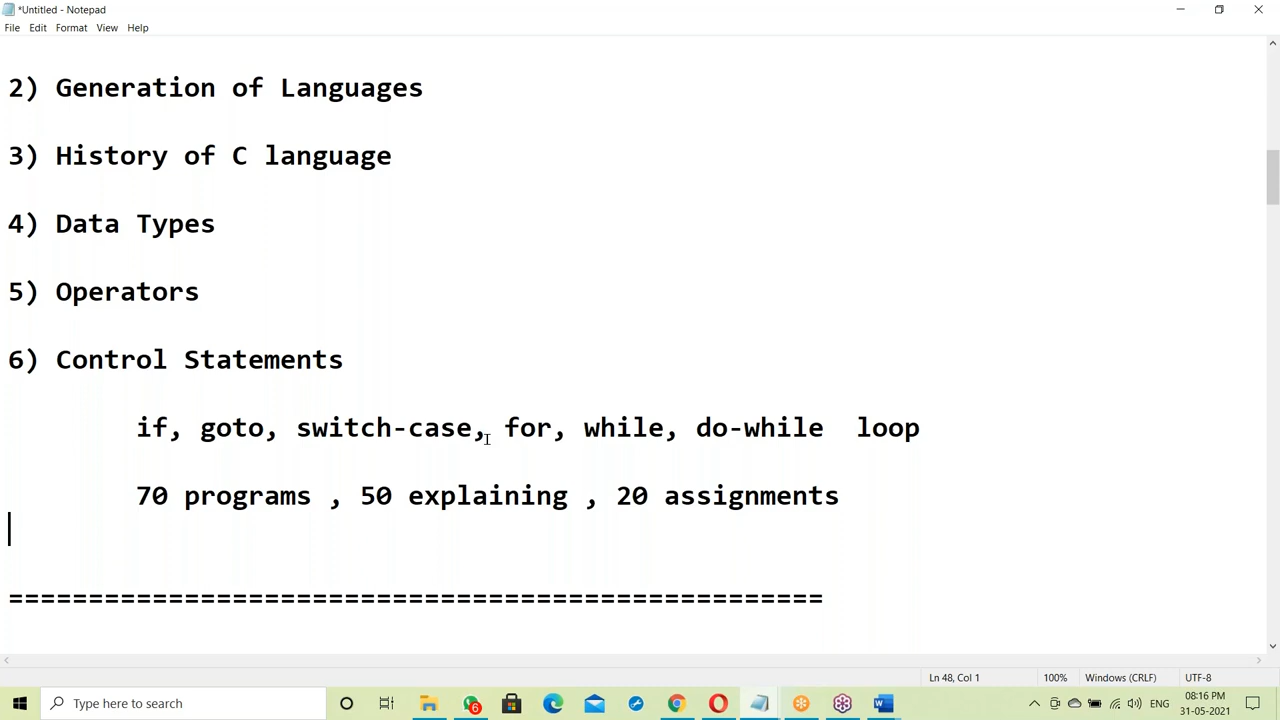 *Untitled - Notepad
File Edit Format View Help
2) Generation of Languages
3) History of C language
4) Data Types
5) Operators
6) Control Statements
if, goto, switch-case, for, while, do-while loop
70 programs , 50 explaining , 20 assignments
===================================================
Ln 48, Col 1 100% Windows (CRLF) UTF-8
Type here to search 6 ENG 08:16 PM
31-05-2021